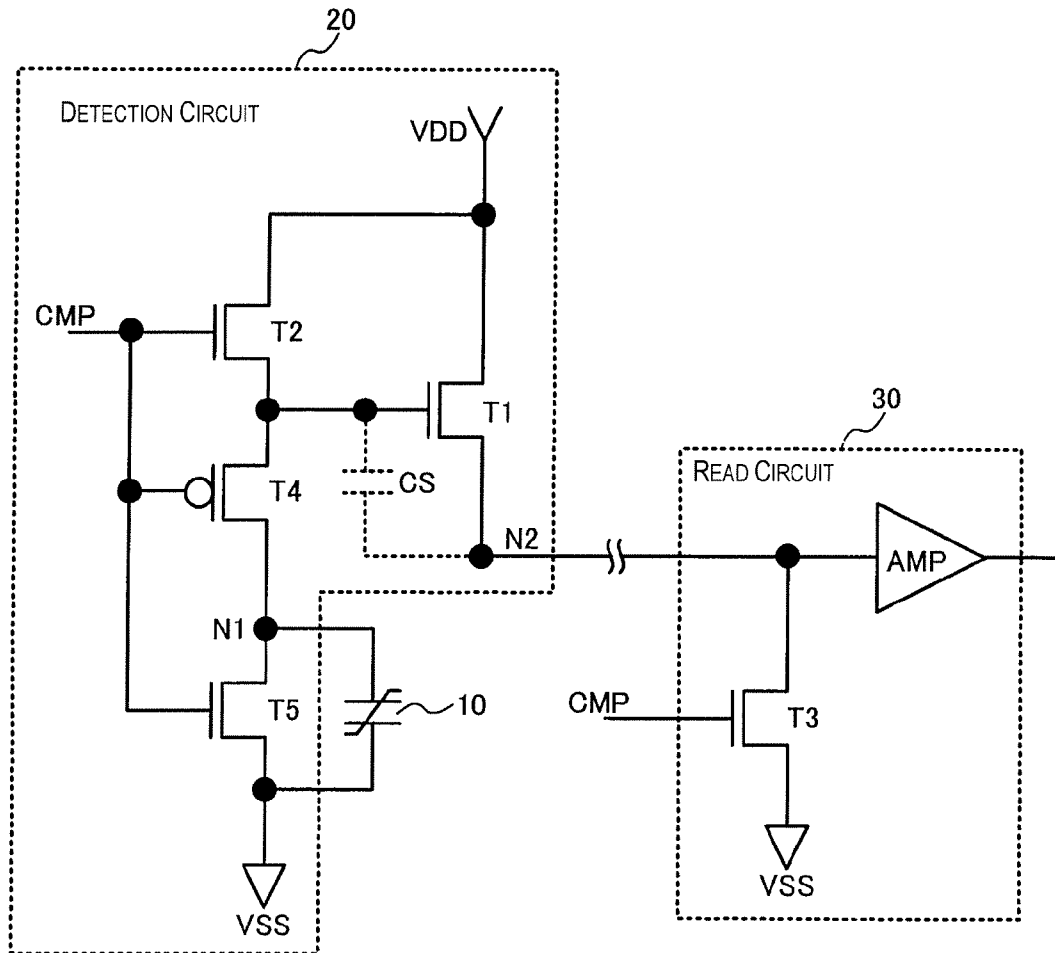 20
DETECTION CIRCUIT
VDD
CMP
T2
T1
30
READ CIRCUIT
T4
CS
N2
AMP
N1
T5
10
CMP
T3
VSS
VSS